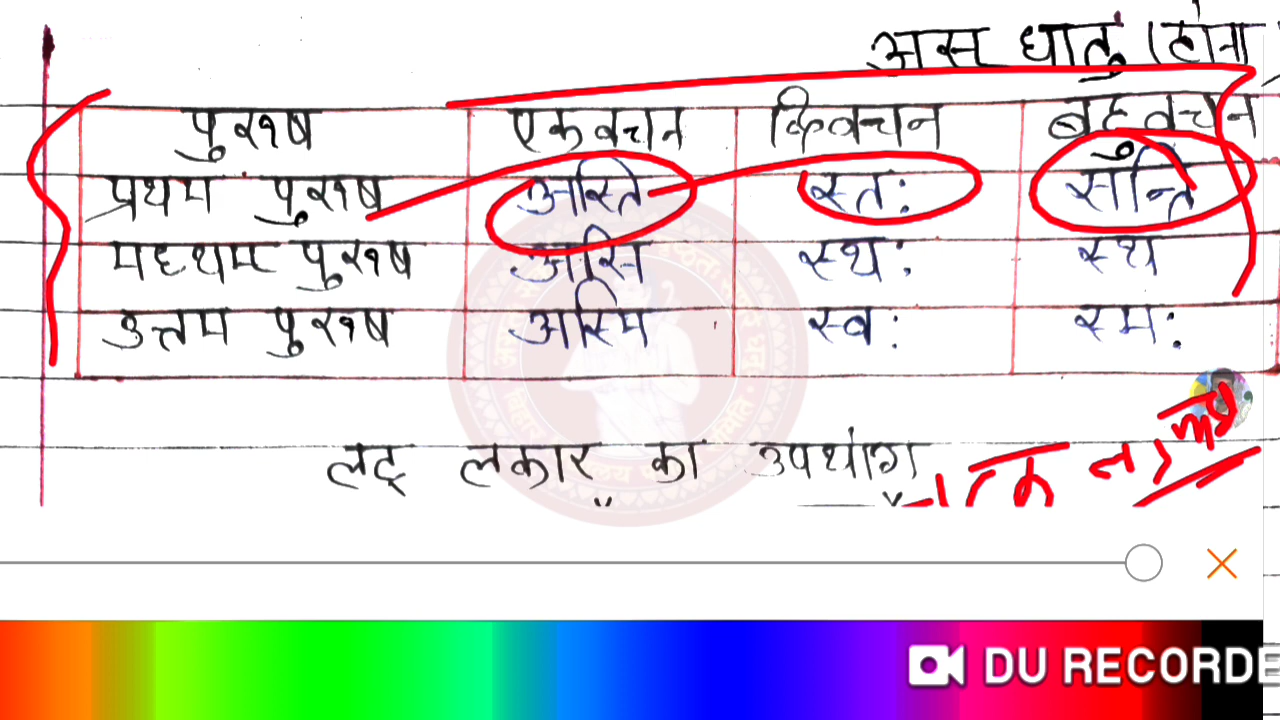 अस धातु (होना)
पुरुष एकवचन द्विवचन बहुवचन
प्रथम पुरुष अस्ति स्तः सन्ति
मध्यम पुरुष असि स्थः स्थ
उत्तम पुरुष अस्मि स्वः स्मः
लट् लकार का उपयोग
DU RECORDE